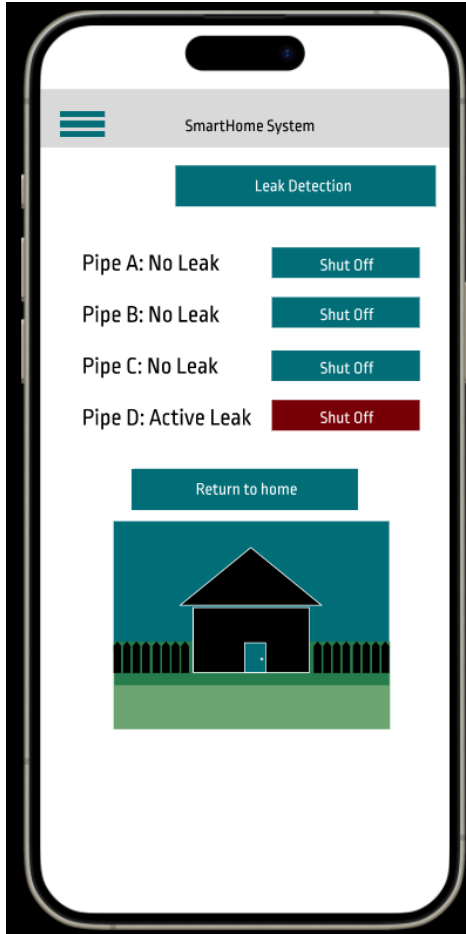 SmartHome System
Leak Detection
Pipe A: No Leak Shut Off
Pipe B: No Leak Shut Off
Pipe C: No Leak Shut Off
Pipe D: Active Leak Shut Off
Return to home